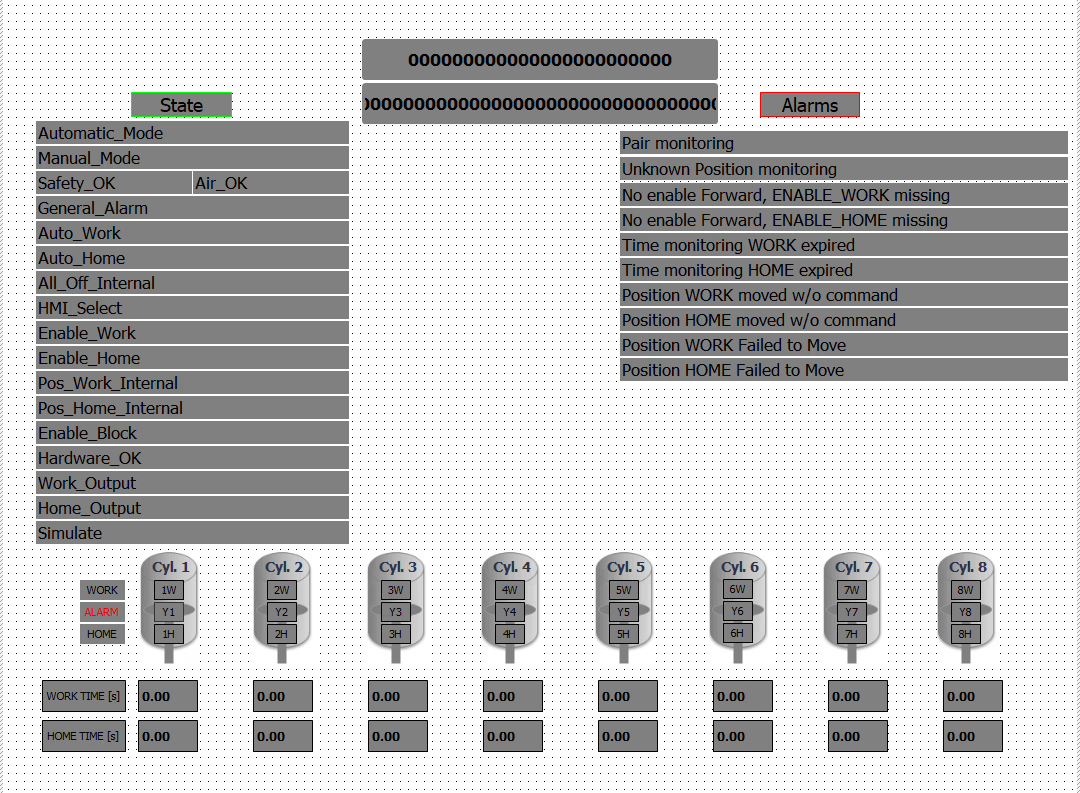 000000000000000000000000
State
Alarms
Automatic_Mode
Manual_Mode
Safety_OK Air_OK
General_Alarm
Auto_Work
Auto_Home
All_Off_Internal
HMI_Select
Enable_Work
Enable_Home
Pos_Work_Internal
Pos_Home_Internal
Enable_Block
Hardware_OK
Work_Output
Home_Output
Simulate
Pair monitoring
Unknown Position monitoring
No enable Forward, ENABLE_WORK missing
No enable Forward, ENABLE_HOME missing
Time monitoring WORK expired
Time monitoring HOME expired
Position WORK moved w/o command
Position HOME moved w/o command
Position WORK Failed to Move
Position HOME Failed to Move
Cyl. 1 Cyl. 2 Cyl. 3 Cyl. 4 Cyl. 5 Cyl. 6 Cyl. 7 Cyl. 8
WORK 1W 2W 3W 4W 5W 6W 7W 8W
ALARM Y1 Y2 Y3 Y4 Y5 Y6 Y7 Y8
HOME 1H 2H 3H 4H 5H 6H 7H 8H
WORK TIME [s] 0.00 0.00 0.00 0.00 0.00 0.00 0.00 0.00
HOME TIME [s] 0.00 0.00 0.00 0.00 0.00 0.00 0.00 0.00